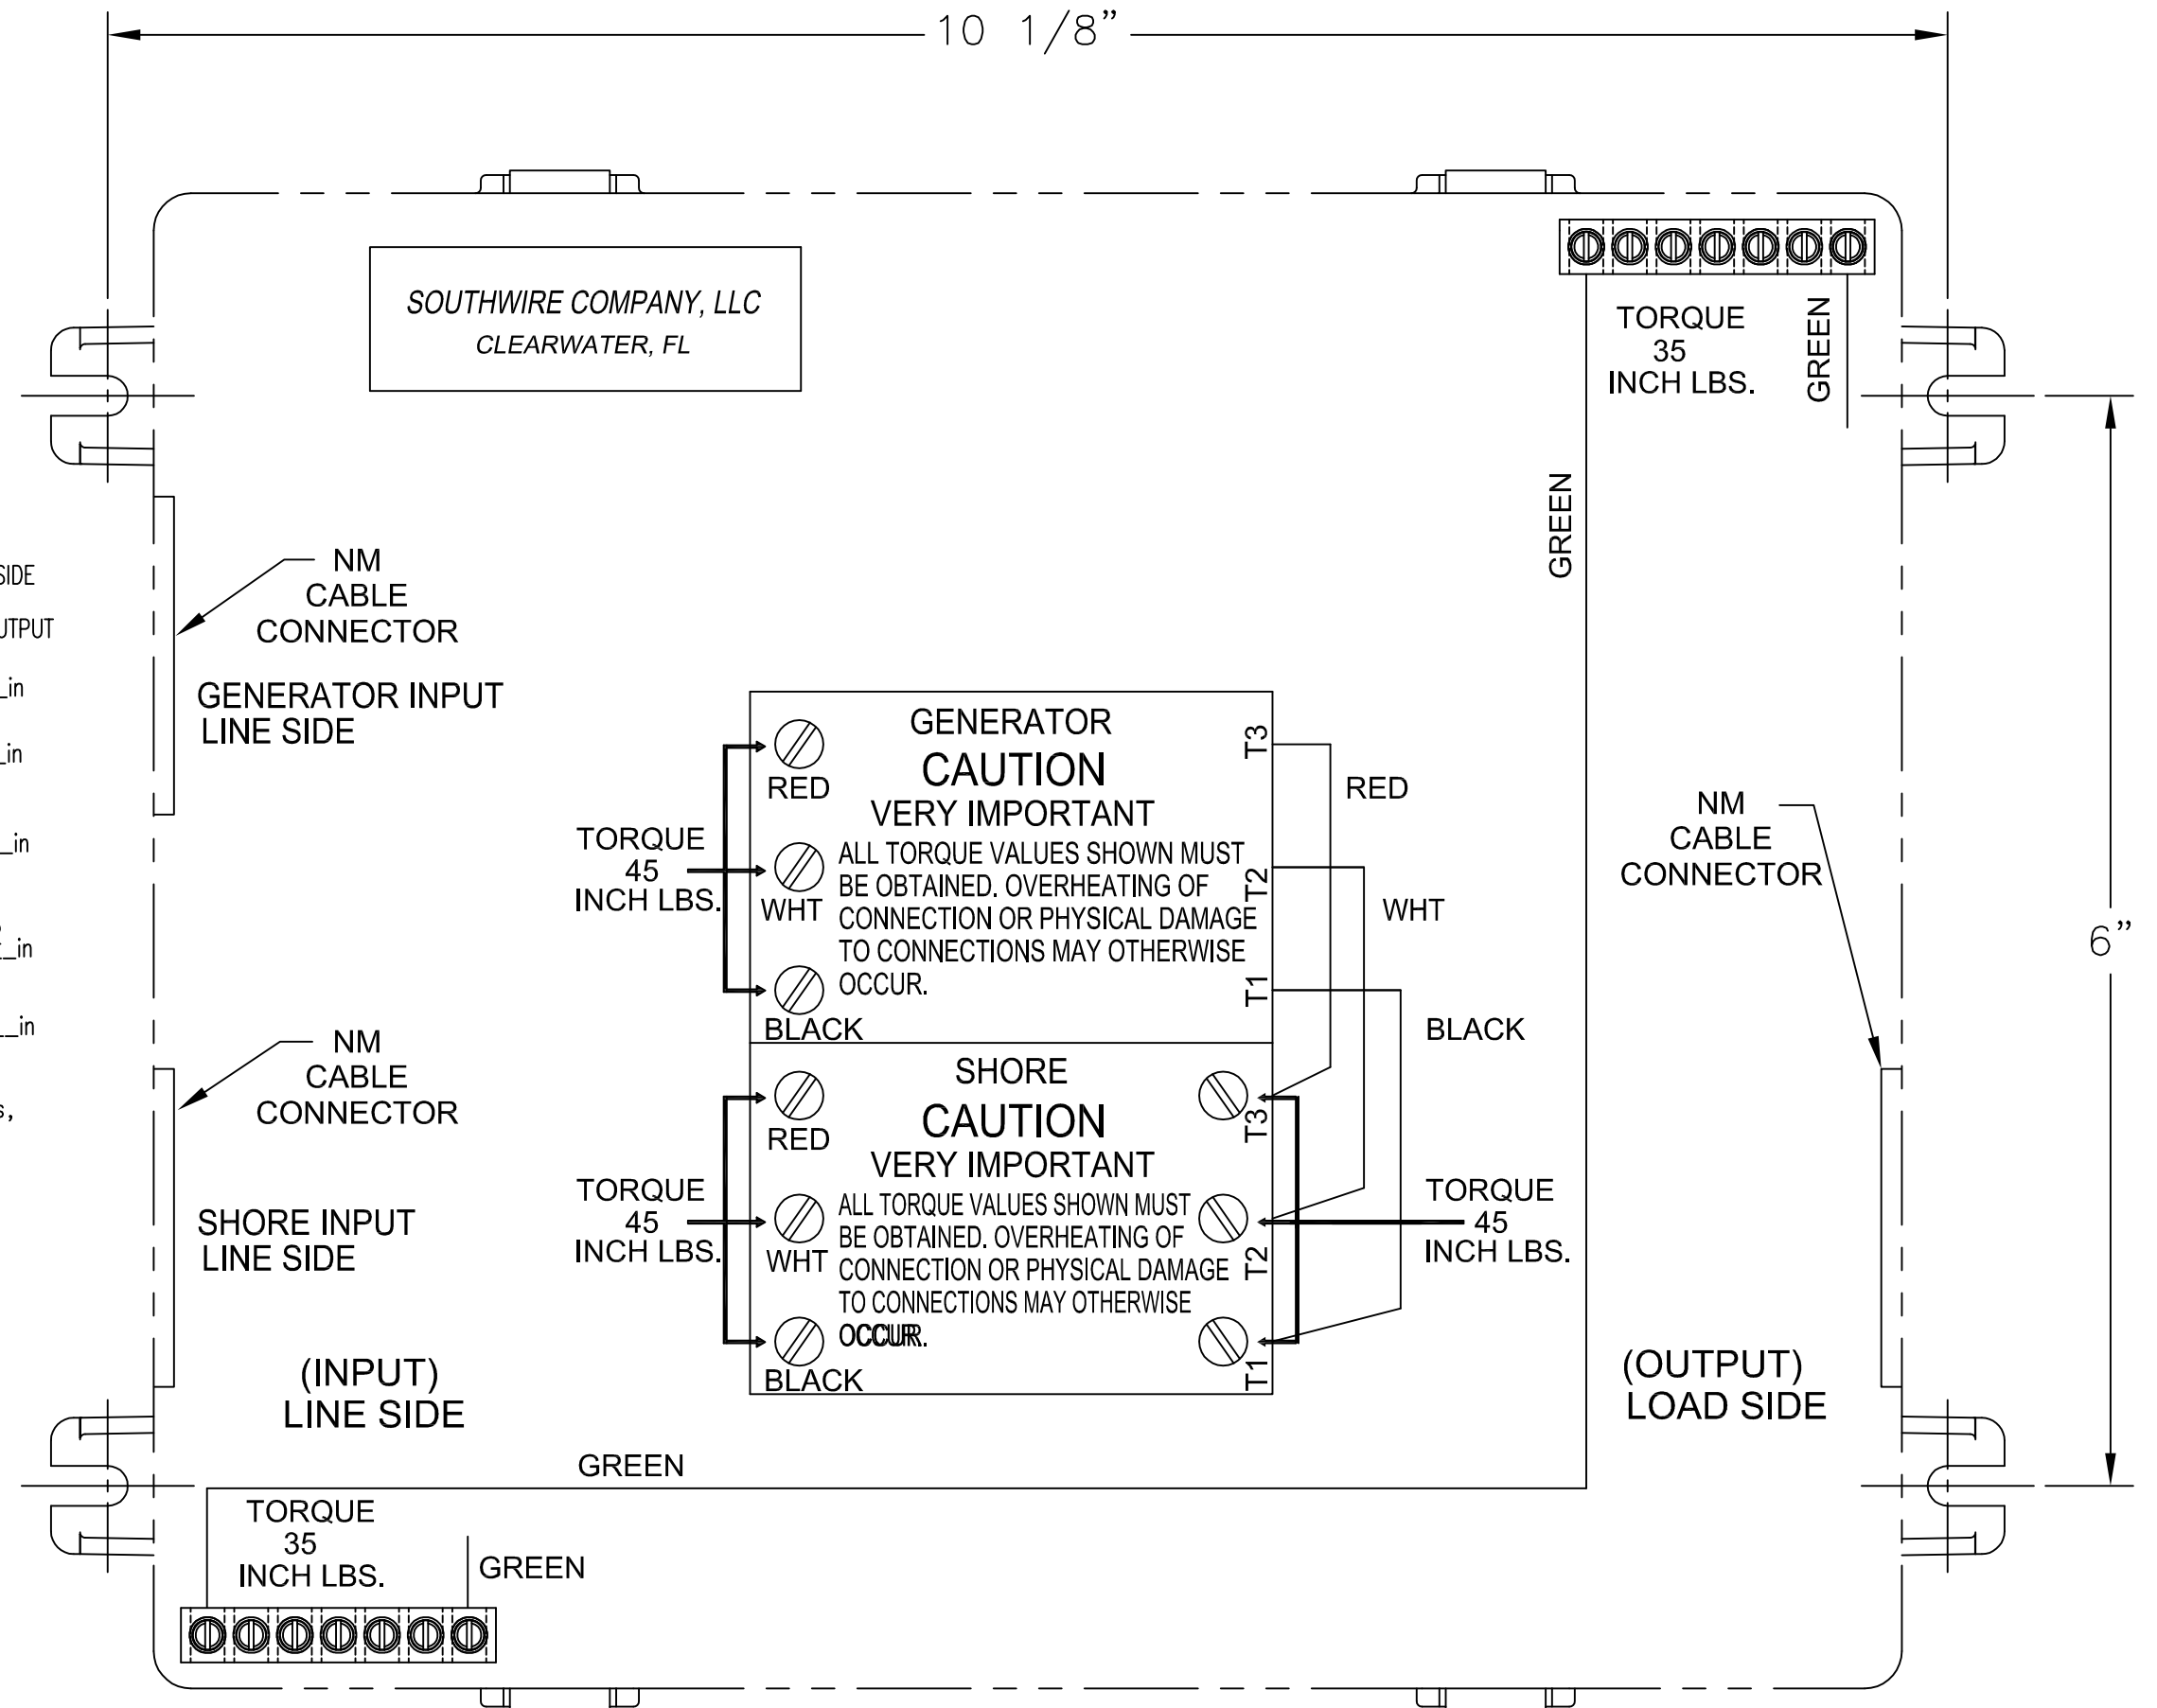 10 1/8”
SOUTHWIRE COMPANY, LLC
CLEARWATER, FL
TORQUE
35
INCH LBS.
GREEN
GREEN
6”
SIDE
_in
_in
_in
_in
_in
NM
CABLE
CONNECTOR
GENERATOR INPUT
LINE SIDE
NM
CABLE
CONNECTOR
SHORE INPUT
LINE SIDE
(INPUT)
LINE SIDE
TORQUE
45
INCH LBS.
RED
WHT
BLACK
GENERATOR
CAUTION
VERY IMPORTANT
ALL TORQUE VALUES SHOWN MUST
BE OBTAINED. OVERHEATING OF
CONNECTION OR PHYSICAL DAMAGE
TO CONNECTIONS MAY OTHERWISE
OCCUR.
T3
T2
T1
RED
WHT
BLACK
TORQUE
45
INCH LBS.
RED
WHT
BLACK
SHORE
CAUTION
VERY IMPORTANT
ALL TORQUE VALUES SHOWN MUST
BE OBTAINED. OVERHEATING OF
CONNECTION OR PHYSICAL DAMAGE
TO CONNECTIONS MAY OTHERWISE
OCCUR.
T3
T2
T1
TORQUE
45
INCH LBS.
NM
CABLE
CONNECTOR
(OUTPUT)
LOAD SIDE
GREEN
TORQUE
35
INCH LBS.
GREEN